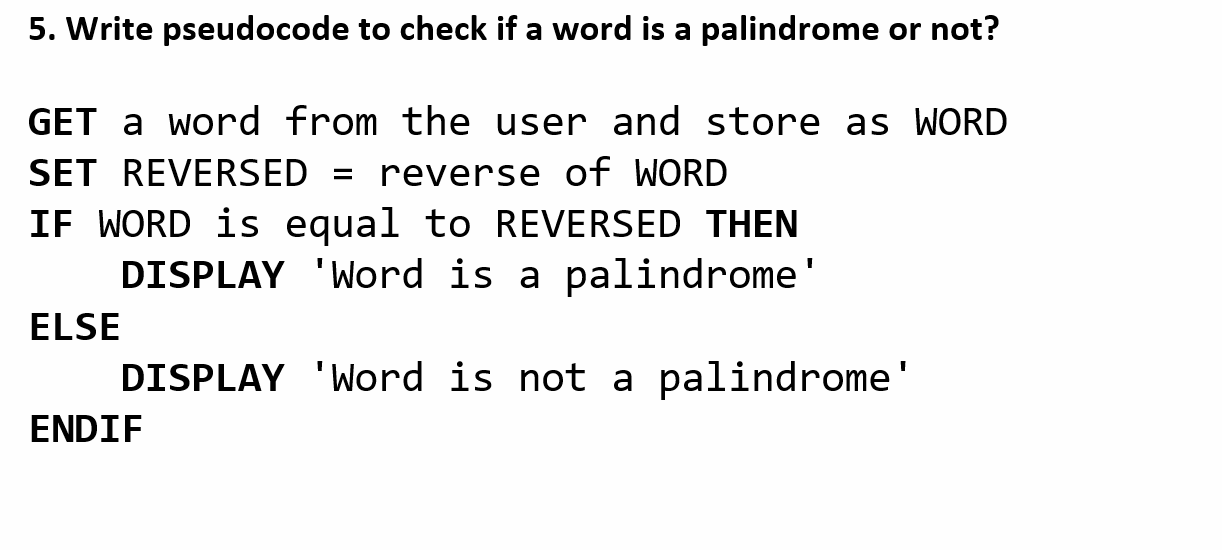 5. Write pseudocode to check if a word is a palindrome or not?
GET a word from the user and store as WORD
SET REVERSED = reverse of WORD
IF WORD is equal to REVERSED THEN
    DISPLAY 'Word is a palindrome'
ELSE
    DISPLAY 'Word is not a palindrome'
ENDIF